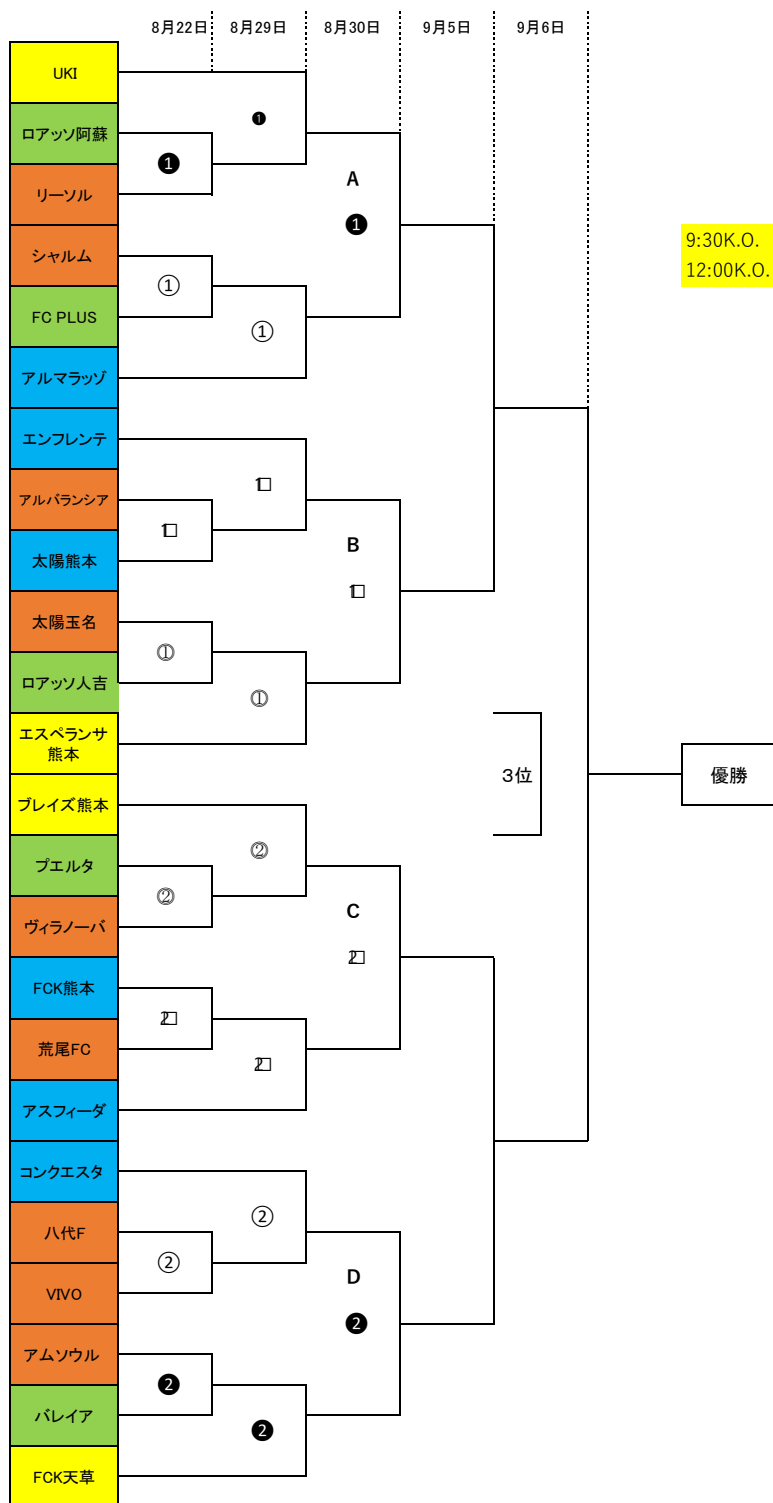 8月22日 8月29日 8月30日 9月5日 9月6日
UKI
❶
ロアッソ阿蘇
❶
リーソル
A
❶
シャルム
9:30K.O.
12:00K.O.
①
FC PLUS
①
アルマラッゾ
エンフレンテ
1□
アルバランシア
1□
太陽熊本
B
1□
太陽玉名
①
ロアッソ人吉
①
エスペランサ
熊本
3位
優勝
ブレイズ熊本
②
プエルタ
②
ヴィラノーバ
C
2□
FCK熊本
2□
荒尾FC
2□
アスフィーダ
コンクエスタ
②
八代F
②
VIVO
D
❷
アムソウル
❷
バレイア
❷
FCK天草